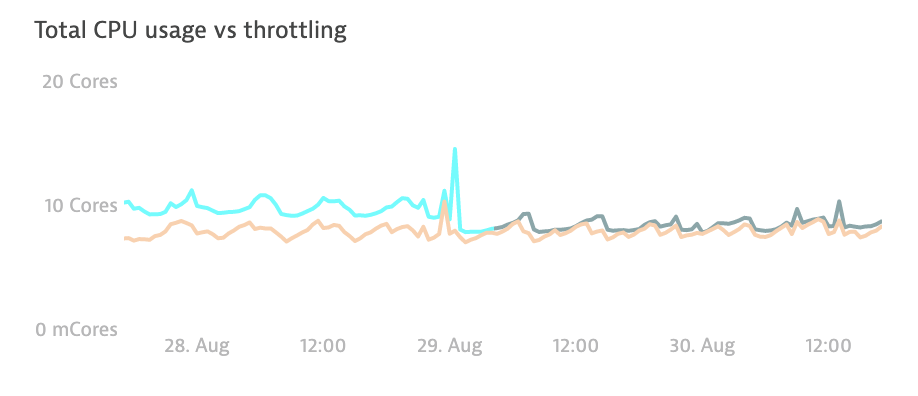 Total CPU usage vs throttling
20 Cores
10 Cores
0 mCores
28. Aug 12:00 29. Aug 12:00 30. Aug 12:00